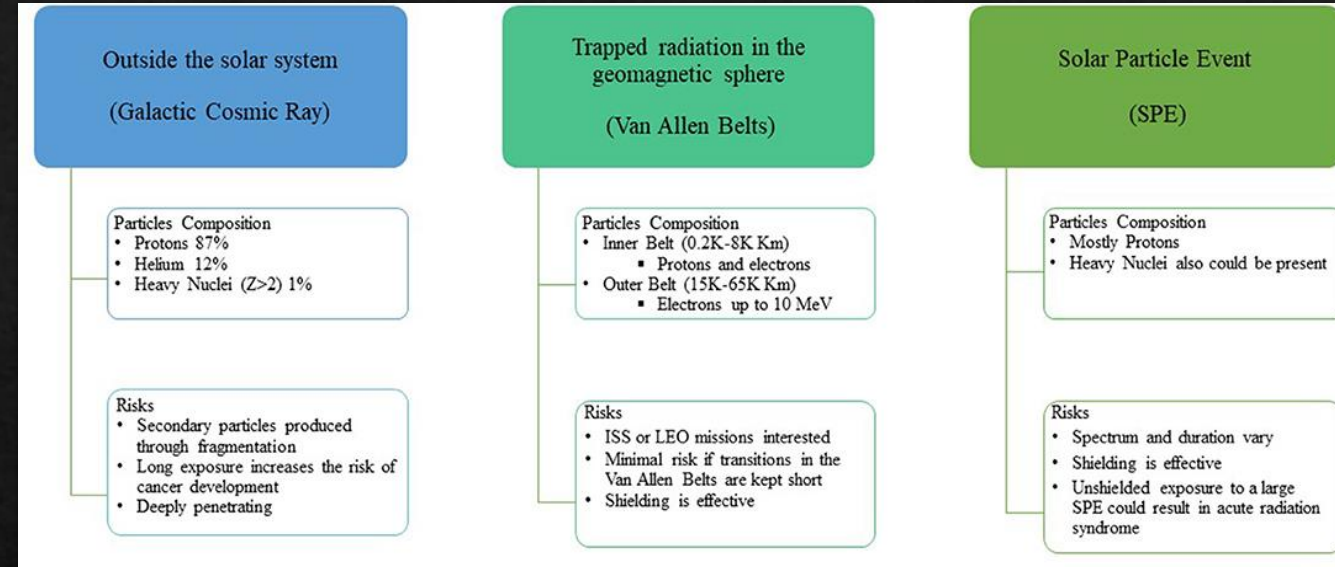 Outside the solar system
(Galactic Cosmic Ray)
Particles Composition
• Protons 87%
• Helium 12%
• Heavy Nuclei (Z>2) 1%
Risks
• Secondary particles produced
through fragmentation
• Long exposure increases the risk of
cancer development
• Deeply penetrating
Trapped radiation in the
geomagnetic sphere
(Van Allen Belts)
Particles Composition
• Inner Belt (0.2K-8K Km)
▪ Protons and electrons
• Outer Belt (15K-65K Km)
▪ Electrons up to 10 MeV
Risks
• ISS or LEO missions interested
• Minimal risk if transitions in the
Van Allen Belts are kept short
• Shielding is effective
Solar Particle Event
(SPE)
Particles Composition
• Mostly Protons
• Heavy Nuclei also could be present
Risks
• Spectrum and duration vary
• Shielding is effective
• Unshielded exposure to a large
SPE could result in acute radiation
syndrome